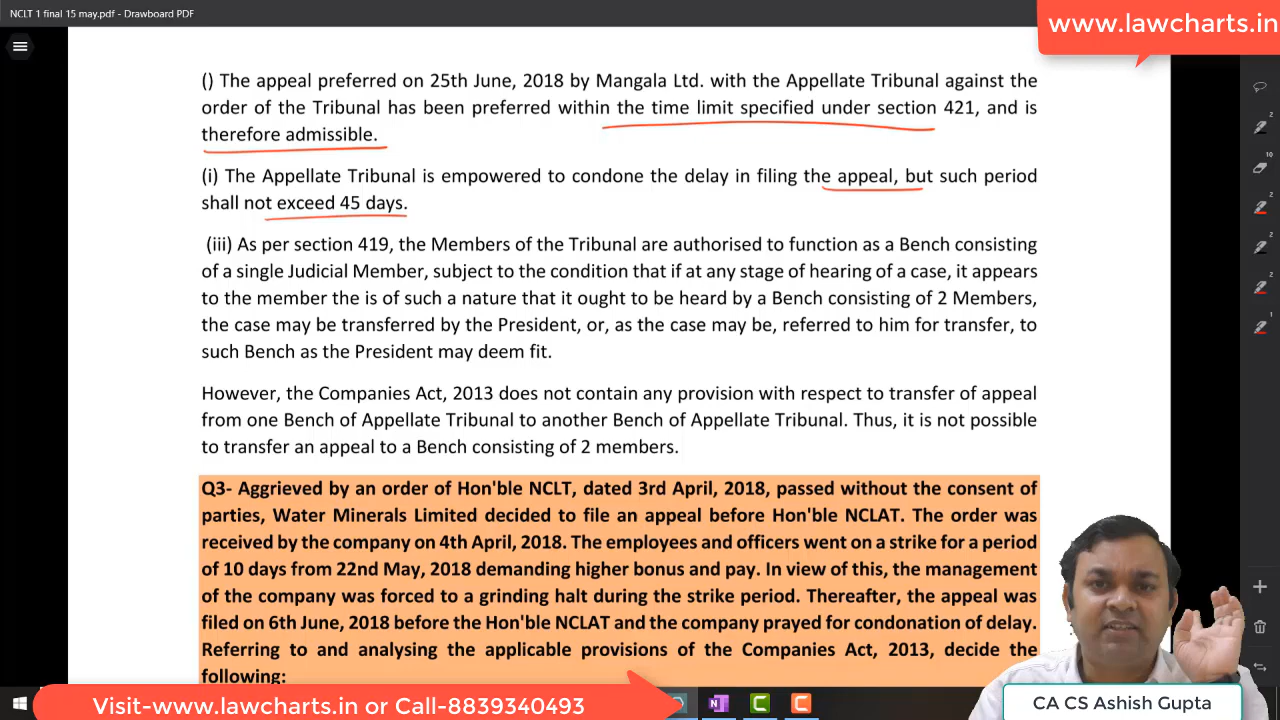 NCLT 1 final 15 may.pdf - Drawboard PDF
www.lawcharts.in
() The appeal preferred on 25th June, 2018 by Mangala Ltd. with the Appellate Tribunal against the
order of the Tribunal has been preferred within the time limit specified under section 421, and is
therefore admissible.
(i) The Appellate Tribunal is empowered to condone the delay in filing the appeal, but such period
shall not exceed 45 days.
(iii) As per section 419, the Members of the Tribunal are authorised to function as a Bench consisting
of a single Judicial Member, subject to the condition that if at any stage of hearing of a case, it appears
to the member the is of such a nature that it ought to be heard by a Bench consisting of 2 Members,
the case may be transferred by the President, or, as the case may be, referred to him for transfer, to
such Bench as the President may deem fit.
However, the Companies Act, 2013 does not contain any provision with respect to transfer of appeal
from one Bench of Appellate Tribunal to another Bench of Appellate Tribunal. Thus, it is not possible
to transfer an appeal to a Bench consisting of 2 members.
Q3- Aggrieved by an order of Hon'ble NCLT, dated 3rd April, 2018, passed without the consent of
parties, Water Minerals Limited decided to file an appeal before Hon'ble NCLAT. The order was
received by the company on 4th April, 2018. The employees and officers went on a strike for a period
of 10 days from 22nd May, 2018 demanding higher bonus and pay. In view of this, the management
of the company was forced to a grinding halt during the strike period. Thereafter, the appeal was
filed on 6th June, 2018 before the Hon'ble NCLAT and the company prayed for condonation of delay.
Referring to and analysing the applicable provisions of the Companies Act, 2013, decide the
following:
2
10
2
2
2
1
Visit-www.lawcharts.in or Call-8839340493
CA CS Ashish Gupta